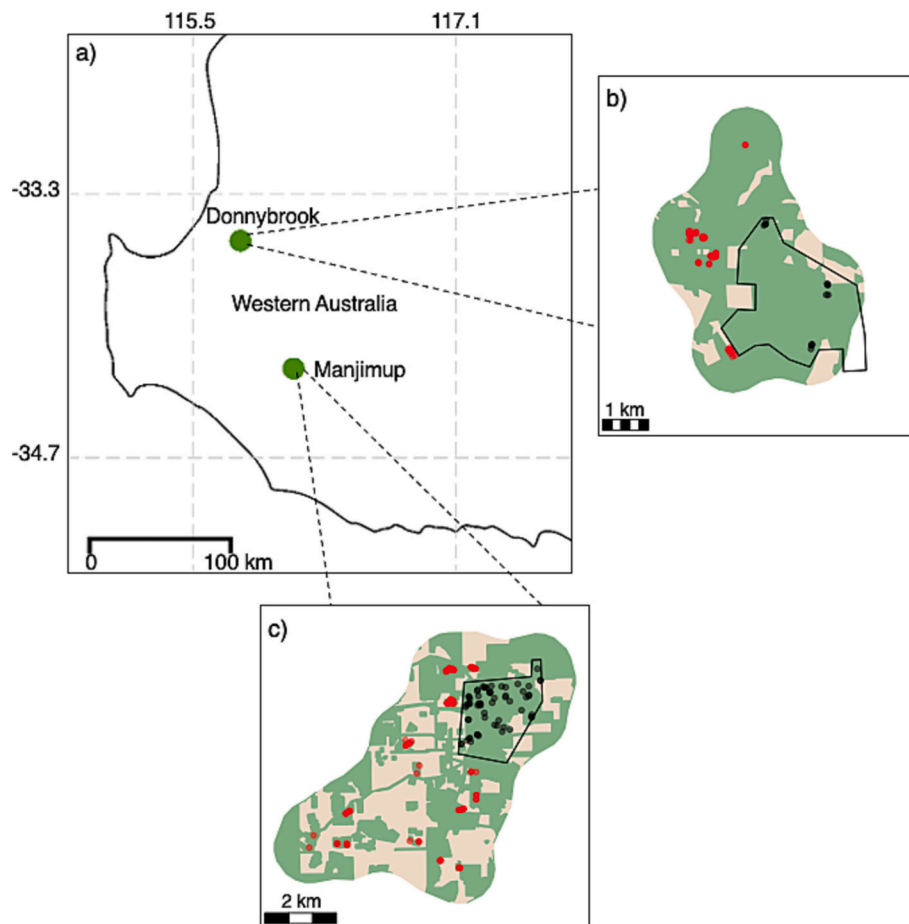 115.5 117.1
a)
b)
-33.3
Donnybrook
Western Australia
Manjimup
1 km
-34.7
0 100 km
c)
2 km